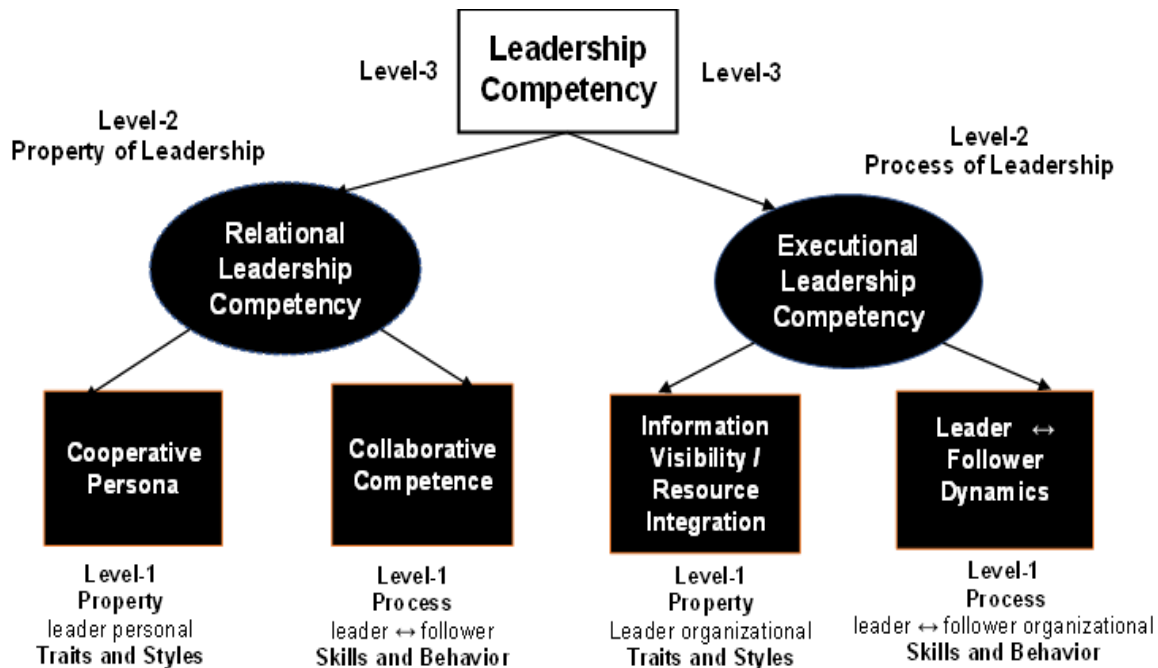 Leadership
Competency
Level-3
Level-3
Level-2
Property of Leadership
Level-2
Process of Leadership
Relational
Leadership
Competency
Executional
Leadership
Competency
Cooperative
Persona
Collaborative
Competence
Information
Visibility /
Resource
Integration
Leader ↔
Follower
Dynamics
Level-1
Property
leader personal
Traits and Styles
Level-1
Process
leader ↔ follower
Skills and Behavior
Level-1
Property
Leader organizational
Traits and Styles
Level-1
Process
leader ↔ follower organizational
Skills and Behavior